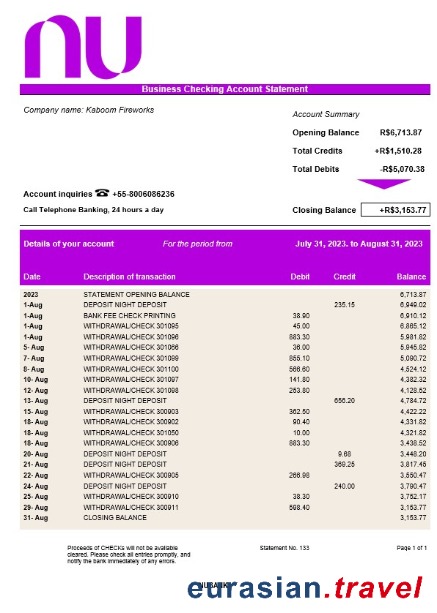 nu
Business Checking Account Statement
Company name: Kaboom Fireworks
Account Summary
Opening Balance R$6,713.87
Total Credits +R$1,510.28
Total Debits -R$5,070.38
Account inquiries ☎ +55-8006086236
Call Telephone Banking, 24 hours a day
Closing Balance +R$3,153.77
Details of your account For the period from July 31, 2023. to August 31, 2023
Date Description of transaction Debit Credit Balance
2023 STATEMENT OPENING BALANCE 6,713.87
1-Aug DEPOSIT NIGHT DEPOSIT 235.15 6,949.02
1-Aug BANK FEE CHECK PRINTING 38.90 6,910.12
1-Aug WITHDRAWAL/CHECK 301095 45.00 6,865.12
1-Aug WITHDRAWAL/CHECK 301096 883.30 5,981.82
5- Aug WITHDRAWAL/CHECK 301066 36.00 5,945.82
7- Aug WITHDRAWAL/CHECK 301099 855.10 5,090.72
8- Aug WITHDRAWAL/CHECK 301100 566.60 4,524.12
10- Aug WITHDRAWAL/CHECK 301097 141.80 4,382.32
12- Aug WITHDRAWAL/CHECK 301098 253.80 4,128.52
13- Aug DEPOSIT NIGHT DEPOSIT 656.20 4,784.72
15- Aug WITHDRAWAL/CHECK 300903 362.50 4,422.22
18- Aug WITHDRAWAL/CHECK 300902 90.40 4,331.82
18- Aug WITHDRAWAL/CHECK 301050 10.00 4,321.82
18- Aug WITHDRAWAL/CHECK 300906 883.30 3,438.52
20- Aug DEPOSIT NIGHT DEPOSIT 9.68 3,448.20
21- Aug DEPOSIT NIGHT DEPOSIT 369.25 3,817.45
22- Aug WITHDRAWAL/CHECK 300905 266.98 3,550.47
24- Aug DEPOSIT NIGHT DEPOSIT 240.00 3,790.47
25- Aug WITHDRAWAL/CHECK 300910 38.30 3,752.17
29- Aug WITHDRAWAL/CHECK 300911 598.40 3,153.77
31- Aug CLOSING BALANCE 3,153.77
Proceeds of CHECKs will not be available
cleared. Please check all entries promptly, and
notify the bank immediately of any errors.
Statement No. 133
Page 1 of 1
eurasian.travel